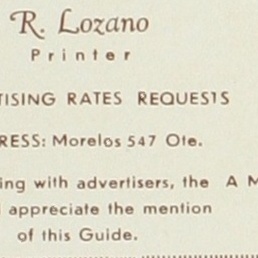 R. Lozano
Printer
TISING RATES REQUESTS
RESS: Morelos 547 Ote.
ing with advertisers, the A M
appreciate the mention
of this Guide.